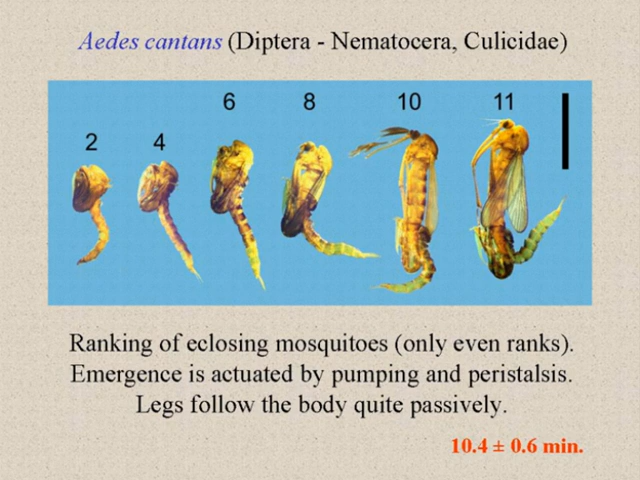 Aedes cantans (Diptera - Nematocera, Culicidae)
2 4 6 8 10 11
Ranking of eclosing mosquitoes (only even ranks).
Emergence is actuated by pumping and peristalsis.
Legs follow the body quite passively.
10.4 ± 0.6 min.